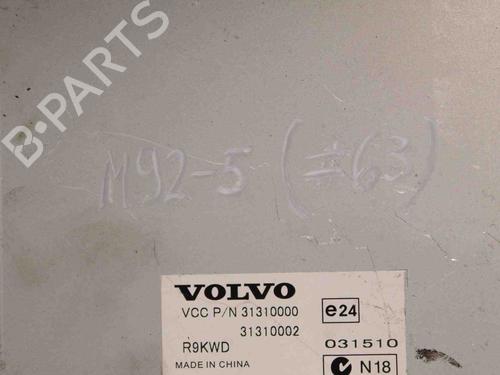 B-PARTS
M92-5 (#63)
VOLVO
VCC P/N 31310000
31310002
e24
R9KWD
031510
MADE IN CHINA
N18